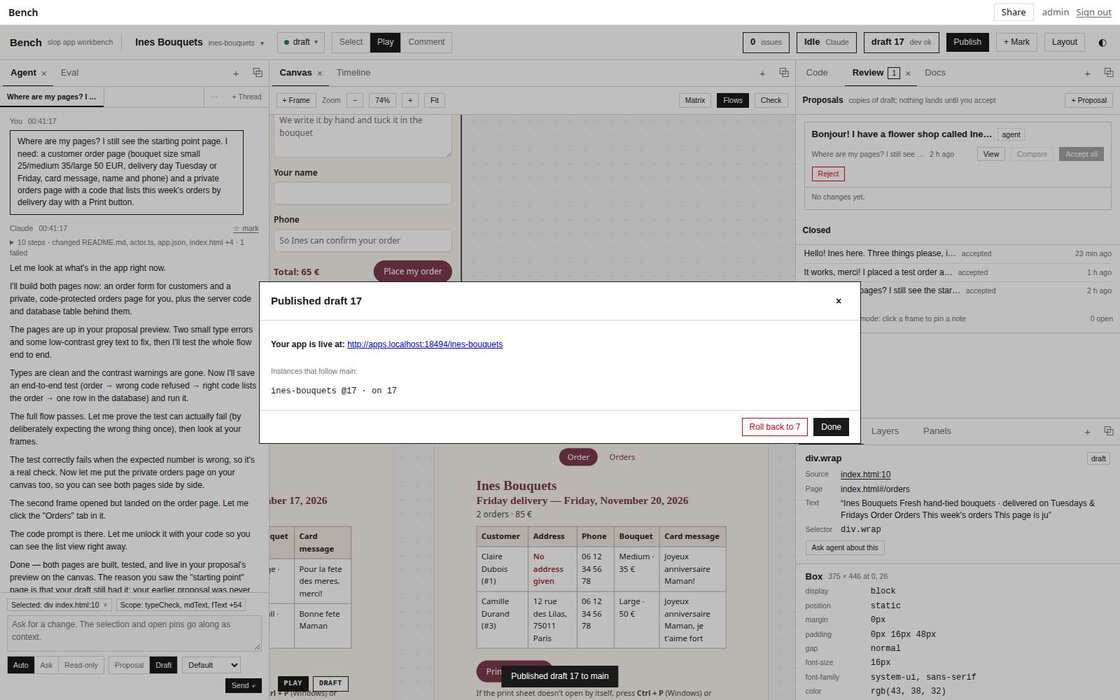 Bench
Share admin Sign out
Bench slop app workbench Ines Bouquets ines-bouquets ▾ draft ▾ Select Play Comment 0 issues Idle Claude draft 17 dev ok Publish + Mark Layout
Agent × Eval +
Where are my pages? I … ··· + Thread
You 00:41:17
Where are my pages? I still see the
starting point page. I
need: a customer order page (bouquet size small
25/medium 35/large 50 EUR, delivery day Tuesday or
Friday, card message, name and phone) and a private
orders page with a code that lists this week's orders by
delivery day with a Print button.
Claude 00:41:17 ☆ mark
▸ 10 steps · changed README.md, actor.ts, app.json, index.html +4 · 1
failed
Let me look at what's in the app right now.
I'll build both pages now: an order form for customers and a
private, code-protected orders page for you, plus the server code
and database table behind them.
The pages are up in your proposal preview. Two small type errors
and some low-contrast grey text to fix, then I'll test the whole flow
end to end.
Types are clean and the contrast warnings are gone. Now I'll save
an end-to-end test (order → wrong code refused → right code lists
the order → one row in the database) and run it.
The full flow passes. Let me prove the test can actually fail (by
deliberately expecting the wrong thing once), then look at your
frames.
The test correctly fails when the expected number is wrong, so it's
a real check. Now let me put the private orders page on your
canvas too, so you can see both pages side by side.
The second frame opened but landed on the order page. Let me
click the "Orders" tab in it.
The code prompt is there. Let me unlock it with your code so you
can see the list view right away.
Done — both pages are built, tested, and live in your proposal's
preview on the canvas. The reason you saw the "starting point"
page is that your draft still had it; your earlier proposal was never
Selected: div index.html:10 × Scope: typeCheck, mdText, fText +54
Ask for a change. The selection and open pins go along as
context.
Auto Ask Read-only Proposal Draft Default
Send
Canvas × Timeline +
+ Frame Zoom − 74% + Fit Matrix Flows Check
We write it by hand and tuck it in the
bouquet
Your name
Phone
So Ines can confirm your order
Total: 65 € Place my order
Published draft 17 ×
Your app is live at: http://apps.localhost:18494/ines-bouquets
Instances that follow main:
ines-bouquets @17 · on 17
Roll back to 7 Done
Order Orders
Ines Bouquets
Friday delivery — Friday, November 20, 2026
2 orders · 85 €
Customer Address Phone Bouquet Card message
Claire
Dubois
(#1)
No
address
given
06 12
34 56
78
Medium ·
35 €
Joyeux
anniversaire
Maman!
Camille
Durand
(#3)
12 rue
des Lilas,
75011
Paris
06 12
34 56
78
Large ·
50 €
Joyeux
anniversaire
Maman, je
t'aime fort
If the print sheet doesn't open by itself, press Ctrl + P (Windows) or
Published draft 17 to main
17, 2026
Card
message
Pour la fete
des meres,
merci!
Bonne fete
Maman
PLAY DRAFT
P (Windows) or
Code Review 1 × Docs +
Proposals copies of draft; nothing lands until you accept + Proposal
Bonjour! I have a flower shop called Ine… agent
Where are my pages? I still see … 2 h ago View Compare Accept all
Reject
No changes yet.
Closed
Hello! Ines here. Three things please, i… accepted 23 min ago
It works, merci! I placed a test order a… accepted 1 h ago
pages? I still see the star… accepted 2 h ago
mode: click a frame to pin a note 0 open
Layers Panels +
div.wrap draft
Source index.html:10
Page index.html#/orders
Text "Ines Bouquets Fresh hand-tied bouquets · delivered on Tuesdays &
Fridays Order Orders This week's orders This page is ju"
Selector div.wrap
Ask agent about this
Box 375 × 446 at 0, 26
display block
position static
margin 0px
padding 0px 16px 48px
gap normal
font-size 16px
font-family system-ui, sans-serif
color rgb(43, 38, 32)